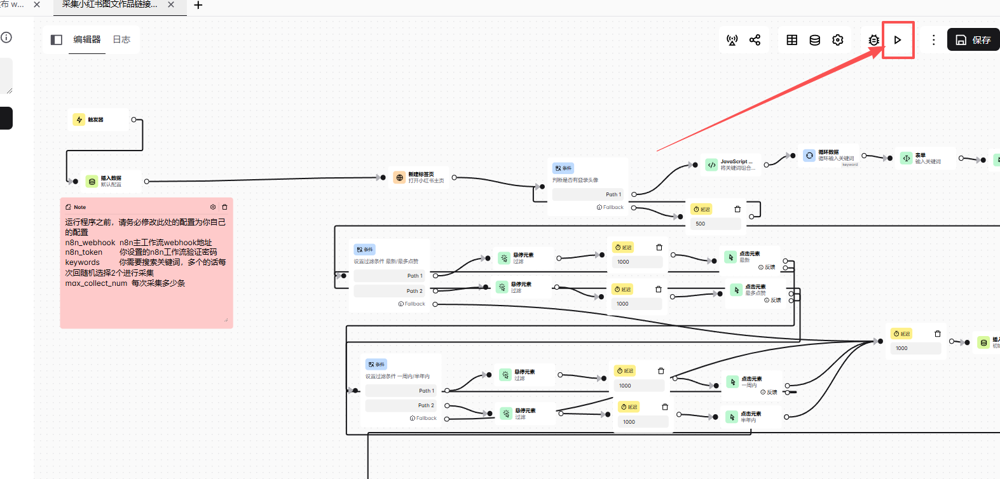 布 w...
采集小红书图文作品链接...
编辑器
日志
保存
触发器
插入数据
默认配置
新建标签页
打开小红书主页
条件
判断是否有登录头像
Path 1
Fallback
JavaScript ...
将关键词组合...
循环数据
循环输入关键词
keyword
表单
输入关键词
延迟
500
Note
运行程序之前，请务必修改此处的配置为你自己
的配置
n8n_webhook n8n主工作流webhook地址
n8n_token 你设置的n8n工作流验证密码
keywords 你需要搜索关键词，多个的话每
次回随机选择2个进行采集
max_collect_num 每次采集多少条
条件
设置过滤条件 最新/最多点赞
Path 1
Path 2
Fallback
悬停元素
过滤
延迟
1000
点击元素
最新
反馈
悬停元素
过滤
延迟
1000
点击元素
最多点赞
反馈
延迟
1000
插入
初始
条件
设置过滤条件 一周内/半年内
Path 1
Path 2
Fallback
悬停元素
过滤
延迟
1000
点击元素
一周内
反馈
悬停元素
过滤
延迟
1000
点击元素
半年内